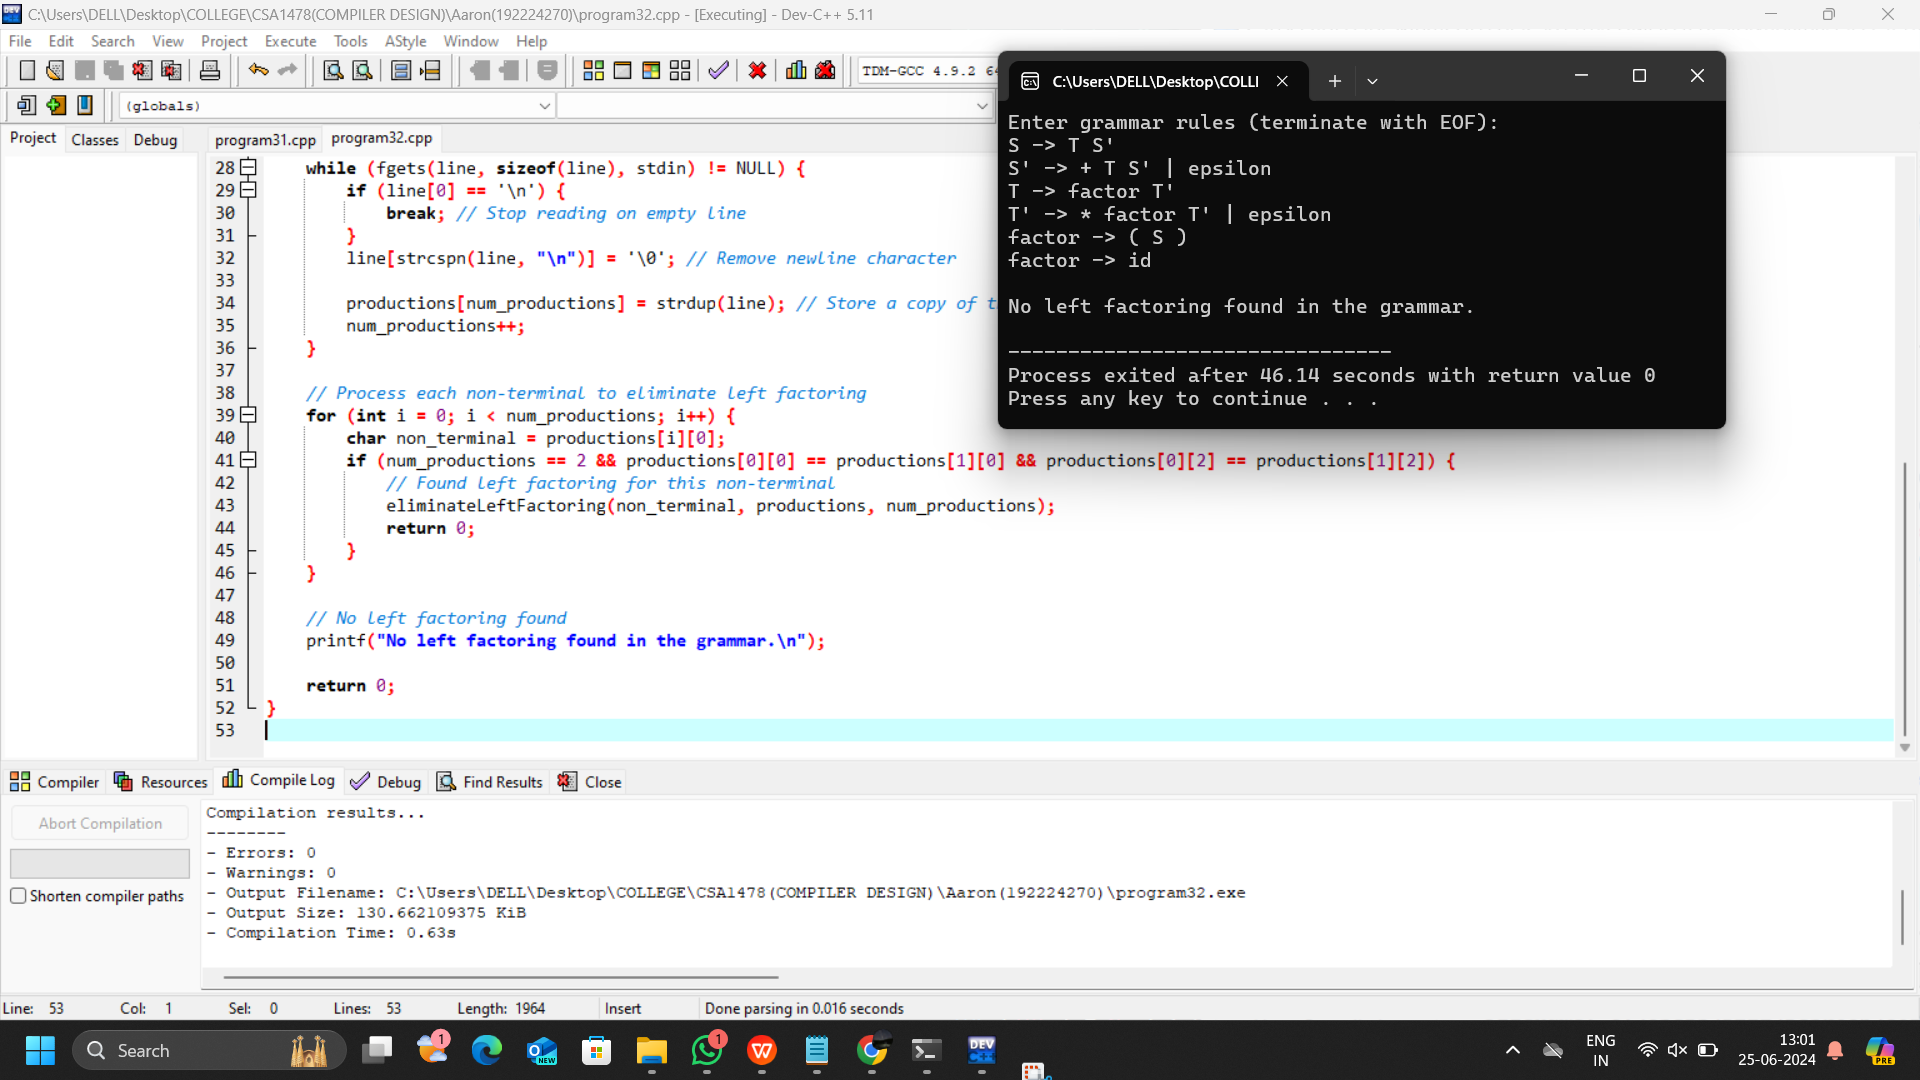 C:\Users\DELL\Desktop\COLLEGE\CSA1478(COMPILER DESIGN)\Aaron(192224270)\program32.cpp - [Executing] - Dev-C++ 5.11
File Edit Search View Project Execute Tools AStyle Window Help
TDM-GCC 4.9.2 64
(globals)
Project Classes Debug
program31.cpp program32.cpp
28 while (fgets(line, sizeof(line), stdin) != NULL) {
29 if (line[0] == '\n') {
30 break; // Stop reading on empty line
31 }
32 line[strcspn(line, "\n")] = '\0'; // Remove newline character
33
34 productions[num_productions] = strdup(line); // Store a copy of t
35 num_productions++;
36 }
37
38 // Process each non-terminal to eliminate left factoring
39 for (int i = 0; i < num_productions; i++) {
40 char non_terminal = productions[i][0];
41 if (num_productions == 2 && productions[0][0] == productions[1][0] && productions[0][2] == productions[1][2]) {
42 // Found left factoring for this non-terminal
43 eliminateLeftFactoring(non_terminal, productions, num_productions);
44 return 0;
45 }
46 }
47
48 // No left factoring found
49 printf("No left factoring found in the grammar.\n");
50
51 return 0;
52 }
53
C:\Users\DELL\Desktop\COLLI
Enter grammar rules (terminate with EOF):
S -> T S'
S' -> + T S' | epsilon
T -> factor T'
T' -> * factor T' | epsilon
factor -> ( S )
factor -> id
No left factoring found in the grammar.
--------------------------------
Process exited after 46.14 seconds with return value 0
Press any key to continue . . .
Compiler Resources Compile Log Debug Find Results Close
Abort Compilation
Shorten compiler paths
Compilation results...
--------
- Errors: 0
- Warnings: 0
- Output Filename: C:\Users\DELL\Desktop\COLLEGE\CSA1478(COMPILER DESIGN)\Aaron(192224270)\program32.exe
- Output Size: 130.662109375 KiB
- Compilation Time: 0.63s
Line: 53 Col: 1 Sel: 0 Lines: 53 Length: 1964 Insert Done parsing in 0.016 seconds
Search
1
NEW
1
W
DEV
C++
ENG
IN
13:01
25-06-2024
PRE